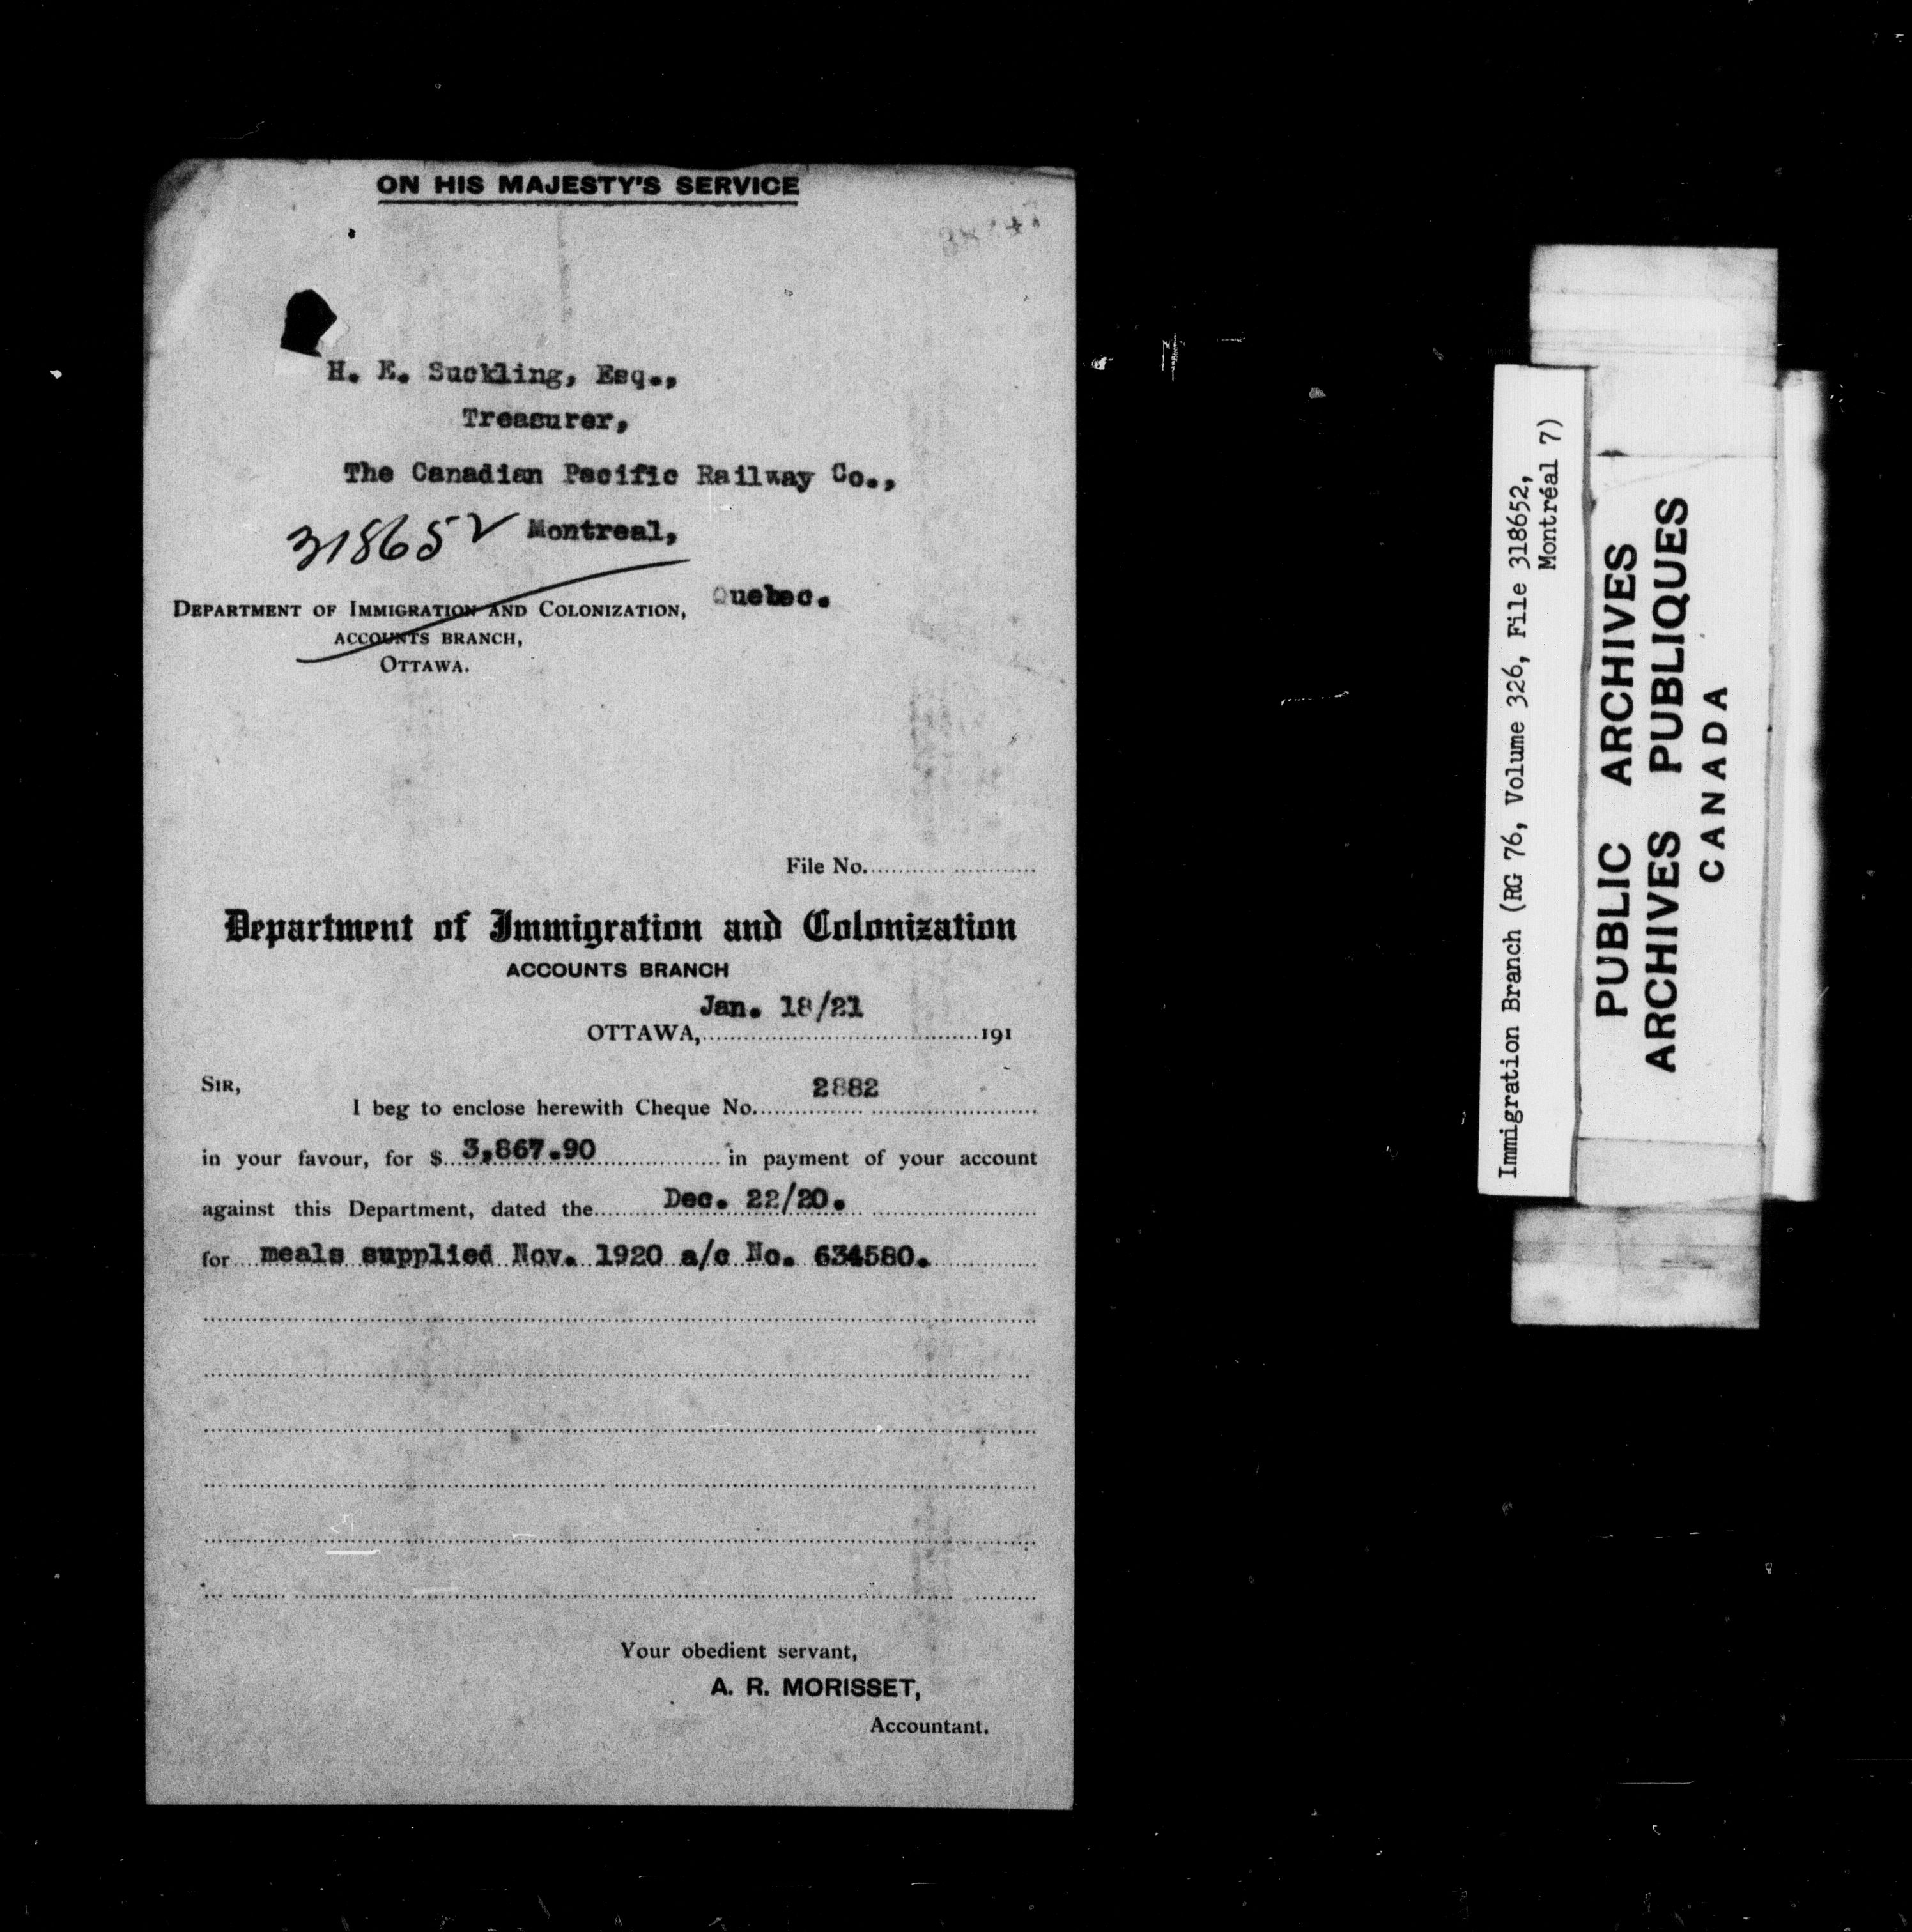 ON HIS MAJESTY'S SERVICE
H. E. Suckling, Esq.,
Treasurer,
The Canadian Pacific Railway Co.,
318652 Montreal,
Quebec.
DEPARTMENT OF IMMIGRATION AND COLONIZATION,
ACCOUNTS BRANCH,
OTTAWA.
File No.
Department of Immigration and Colonization
ACCOUNTS BRANCH
Jan. 18/21
OTTAWA, 191
SIR,
I beg to enclose herewith Cheque No. 2882
in your favour, for $ 3,867.90 in payment of your account
against this Department, dated the Dec. 22/20.
for meals supplied Nov. 1920 a/c No. 634580.
Your obedient servant,
A. R. MORISSET,
Accountant.
Immigration Branch (RG 76, Volume 326, File 318652,
Montréal 7)
PUBLIC ARCHIVES
ARCHIVES PUBLIQUES
CANADA